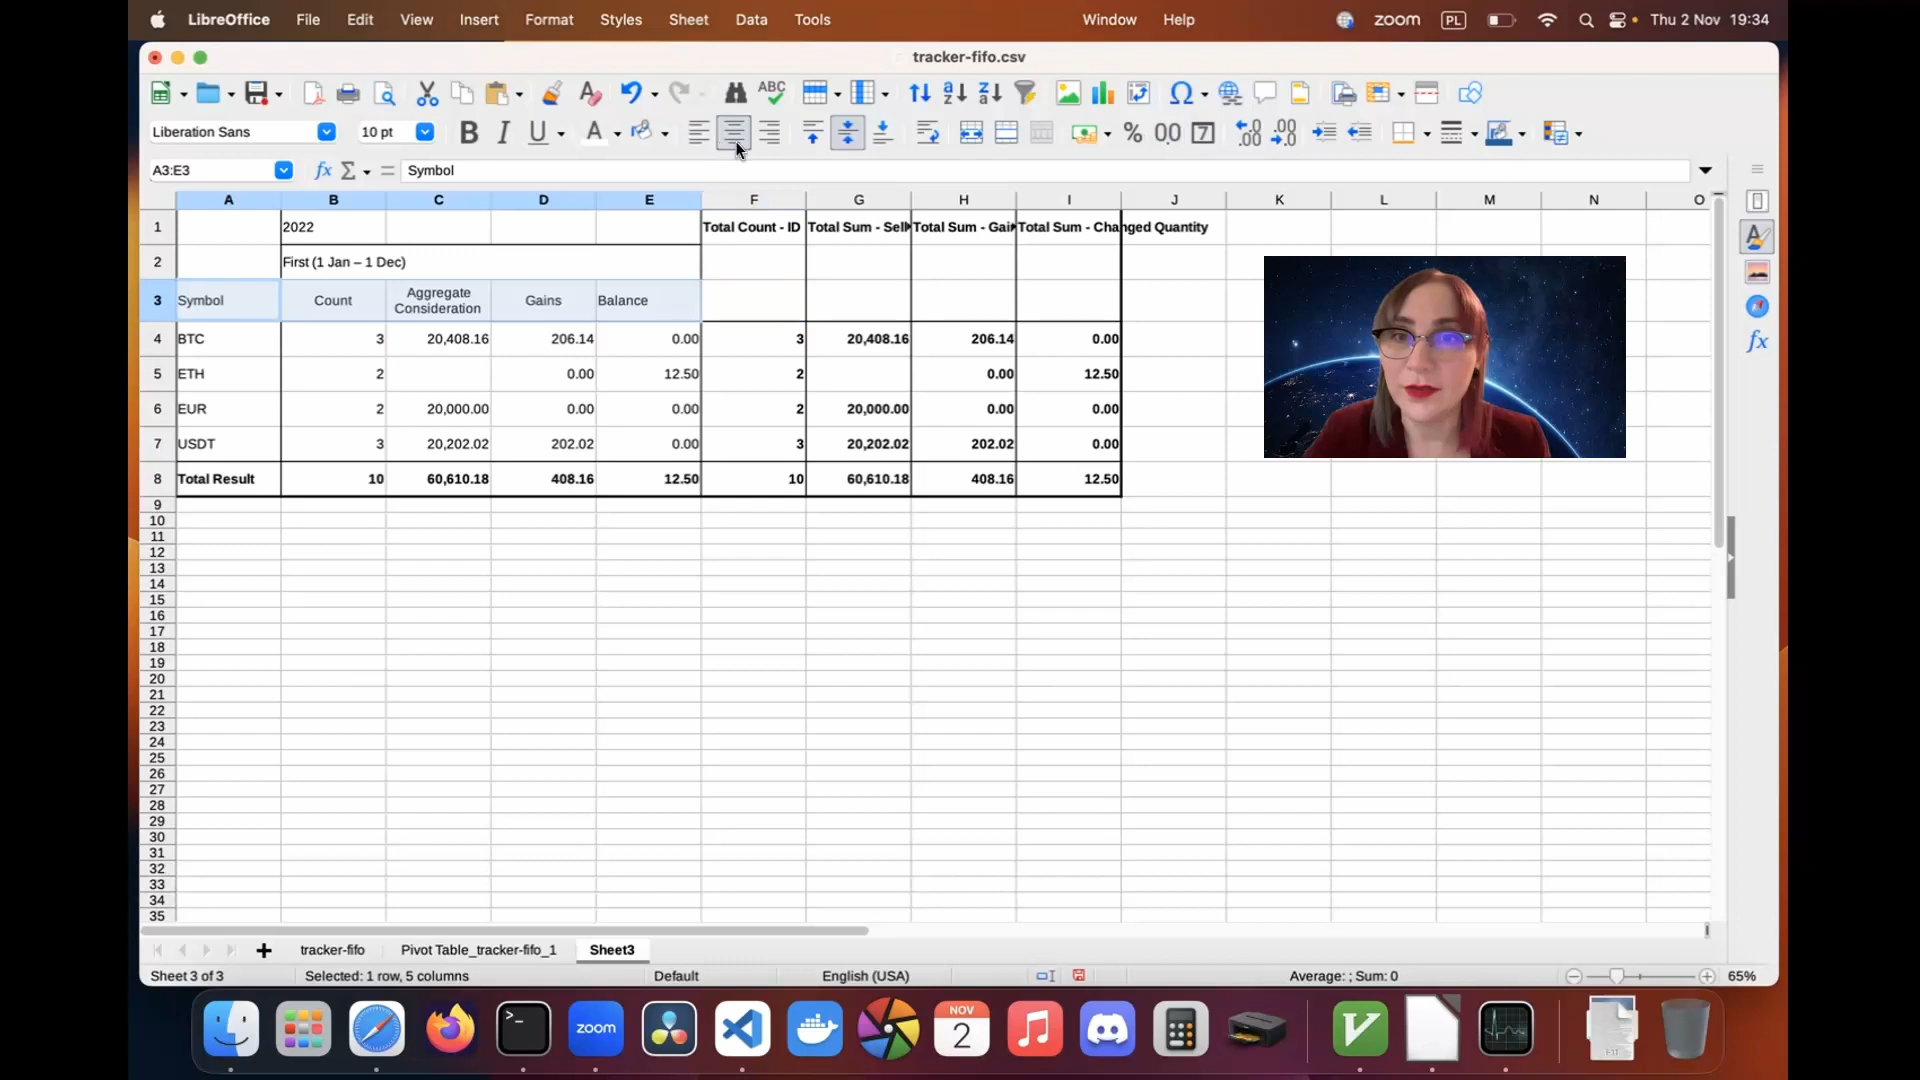 LibreOffice File Edit View Insert Format Styles Sheet Data Tools Window Help zoom PL Thu 2 Nov 19:34
tracker-fifo.csv
ABC
Liberation Sans 10 pt B I U A % 00 7 .00 .00
A3:E3 fx Σ = Symbol
A B C D E F G H I J K L M N O
1 2022 Total Count - ID Total Sum - Sell Total Sum - Gai Total Sum - Changed Quantity
2 First (1 Jan – 1 Dec)
3 Symbol Count Aggregate Consideration Gains Balance
4 BTC 3 20,408.16 206.14 0.00 3 20,408.16 206.14 0.00
5 ETH 2 0.00 12.50 2 0.00 12.50
6 EUR 2 20,000.00 0.00 0.00 2 20,000.00 0.00 0.00
7 USDT 3 20,202.02 202.02 0.00 3 20,202.02 202.02 0.00
8 Total Result 10 60,610.18 408.16 12.50 10 60,610.18 408.16 12.50
9
10
11
12
13
14
15
16
17
18
19
20
21
22
23
24
25
26
27
28
29
30
31
32
33
34
35
tracker-fifo Pivot Table_tracker-fifo_1 Sheet3
Sheet 3 of 3 Selected: 1 row, 5 columns Default English (USA) Average: ; Sum: 0 65%
>_ zoom NOV 2